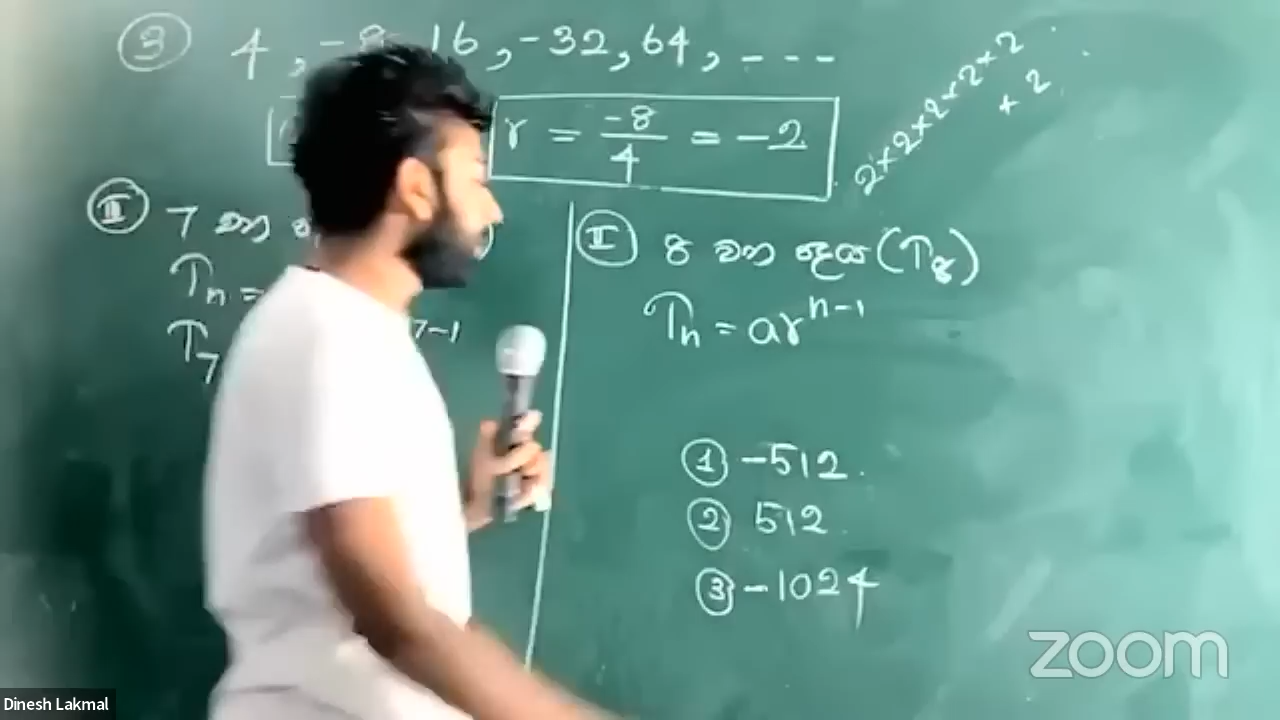 ③ 4, -8, 16, -32, 64, ---
2×2×2×2×2
×2
r = -8/4 = -2
Ⅱ 7 වන
Tn =
T7 7-1
Ⅱ 8 වන පදය (T8)
Tn = ar^n-1
① -512.
② 512.
③ -1024
zoom
Dinesh Lakmal